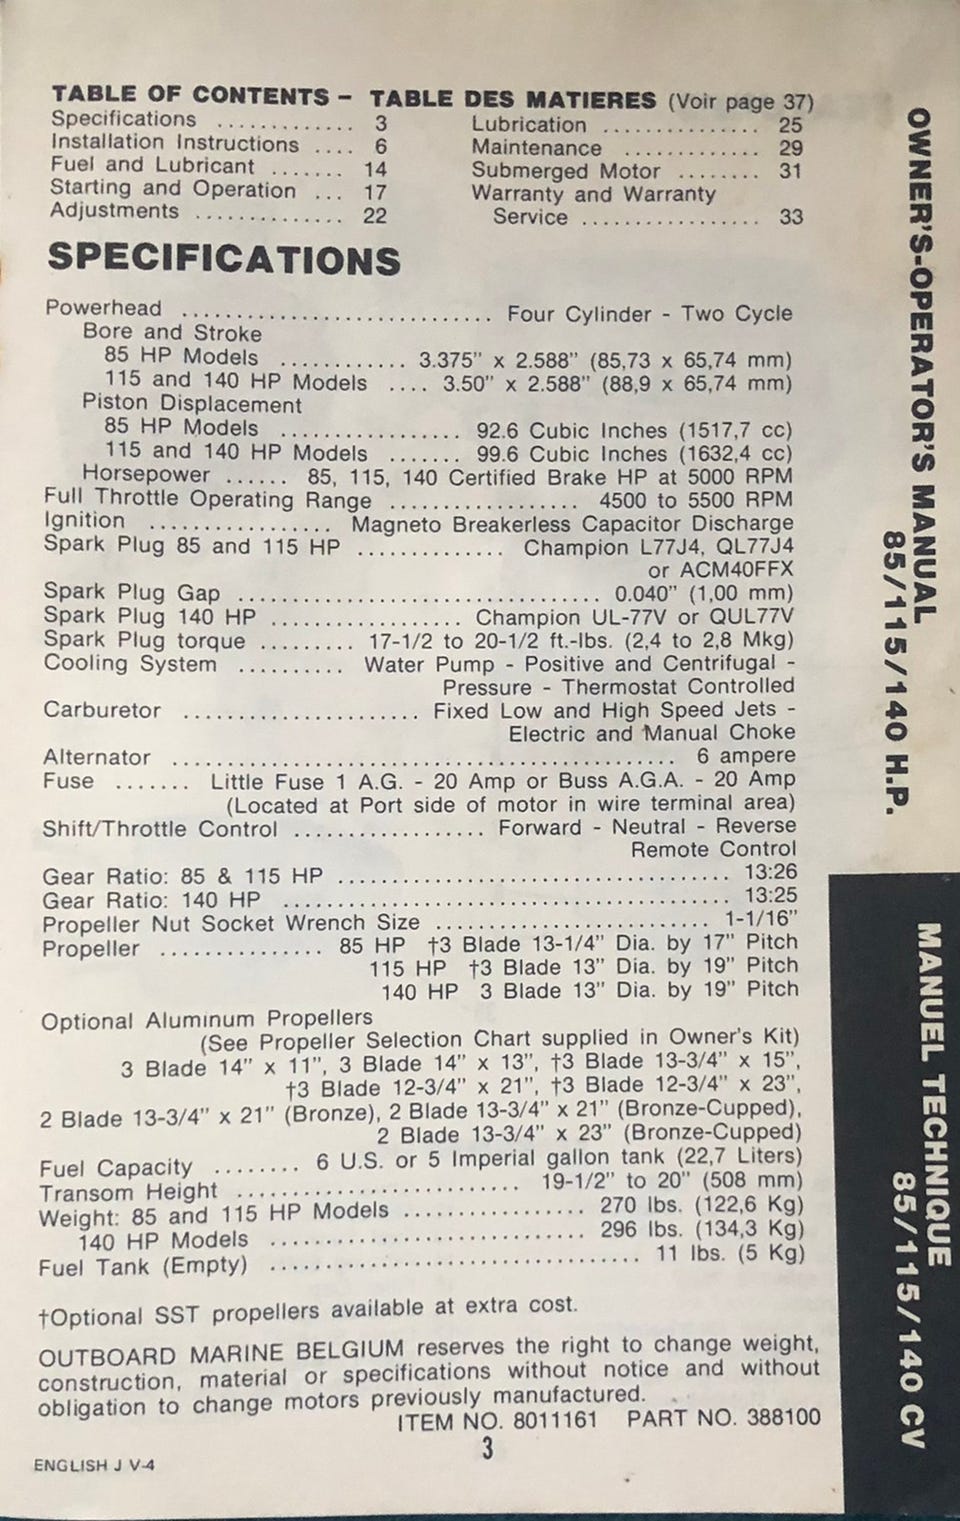 TABLE OF CONTENTS – TABLE DES MATIERES (Voir page 37)
Specifications ............. 3
Installation Instructions .... 6
Fuel and Lubricant ....... 14
Starting and Operation ... 17
Adjustments .............. 22
Lubrication ............... 25
Maintenance ............. 29
Submerged Motor ........ 31
Warranty and Warranty
Service ................. 33
SPECIFICATIONS
Powerhead ............................. Four Cylinder - Two Cycle
Bore and Stroke
85 HP Models ............ 3.375" x 2.588" (85,73 x 65,74 mm)
115 and 140 HP Models .... 3.50" x 2.588" (88,9 x 65,74 mm)
Piston Displacement
85 HP Models ................. 92.6 Cubic Inches (1517,7 cc)
115 and 140 HP Models ....... 99.6 Cubic Inches (1632,4 cc)
Horsepower ...... 85, 115, 140 Certified Brake HP at 5000 RPM
Full Throttle Operating Range .................. 4500 to 5500 RPM
Ignition ................. Magneto Breakerless Capacitor Discharge
Spark Plug 85 and 115 HP .............. Champion L77J4, QL77J4
or ACM40FFX
Spark Plug Gap ................................... 0.040" (1,00 mm)
Spark Plug 140 HP .................. Champion UL-77V or QUL77V
Spark Plug torque ......... 17-1/2 to 20-1/2 ft.-lbs. (2,4 to 2,8 Mkg)
Cooling System .......... Water Pump - Positive and Centrifugal -
Pressure - Thermostat Controlled
Carburetor ...................... Fixed Low and High Speed Jets -
Electric and Manual Choke
Alternator ............................................... 6 ampere
Fuse ....... Little Fuse 1 A.G. - 20 Amp or Buss A.G.A. - 20 Amp
(Located at Port side of motor in wire terminal area)
Shift/Throttle Control .................. Forward - Neutral - Reverse
Remote Control
Gear Ratio: 85 & 115 HP ..................................... 13:26
Gear Ratio: 140 HP ............................................ 13:25
Propeller Nut Socket Wrench Size .......................... 1-1/16"
Propeller ............... 85 HP †3 Blade 13-1/4" Dia. by 17" Pitch
115 HP †3 Blade 13" Dia. by 19" Pitch
140 HP 3 Blade 13" Dia. by 19" Pitch
Optional Aluminum Propellers
(See Propeller Selection Chart supplied in Owner's Kit)
3 Blade 14" x 11", 3 Blade 14" x 13", †3 Blade 13-3/4" x 15",
†3 Blade 12-3/4" x 21", †3 Blade 12-3/4" x 23",
2 Blade 13-3/4" x 21" (Bronze), 2 Blade 13-3/4" x 21" (Bronze-Cupped),
2 Blade 13-3/4" x 23" (Bronze-Cupped)
Fuel Capacity ........ 6 U.S. or 5 Imperial gallon tank (22,7 Liters)
Transom Height ........................... 19-1/2" to 20" (508 mm)
Weight: 85 and 115 HP Models ................. 270 lbs. (122,6 Kg)
140 HP Models .............................. 296 lbs. (134,3 Kg)
Fuel Tank (Empty) ................................... 11 lbs. (5 Kg)
†Optional SST propellers available at extra cost.
OUTBOARD MARINE BELGIUM reserves the right to change weight,
construction, material or specifications without notice and without
obligation to change motors previously manufactured.
ITEM NO. 8011161 PART NO. 388100
3
ENGLISH J V-4
OWNER'S-OPERATOR'S MANUAL
85/115/140 H.P.
MANUEL TECHNIQUE
85/115/140 CV